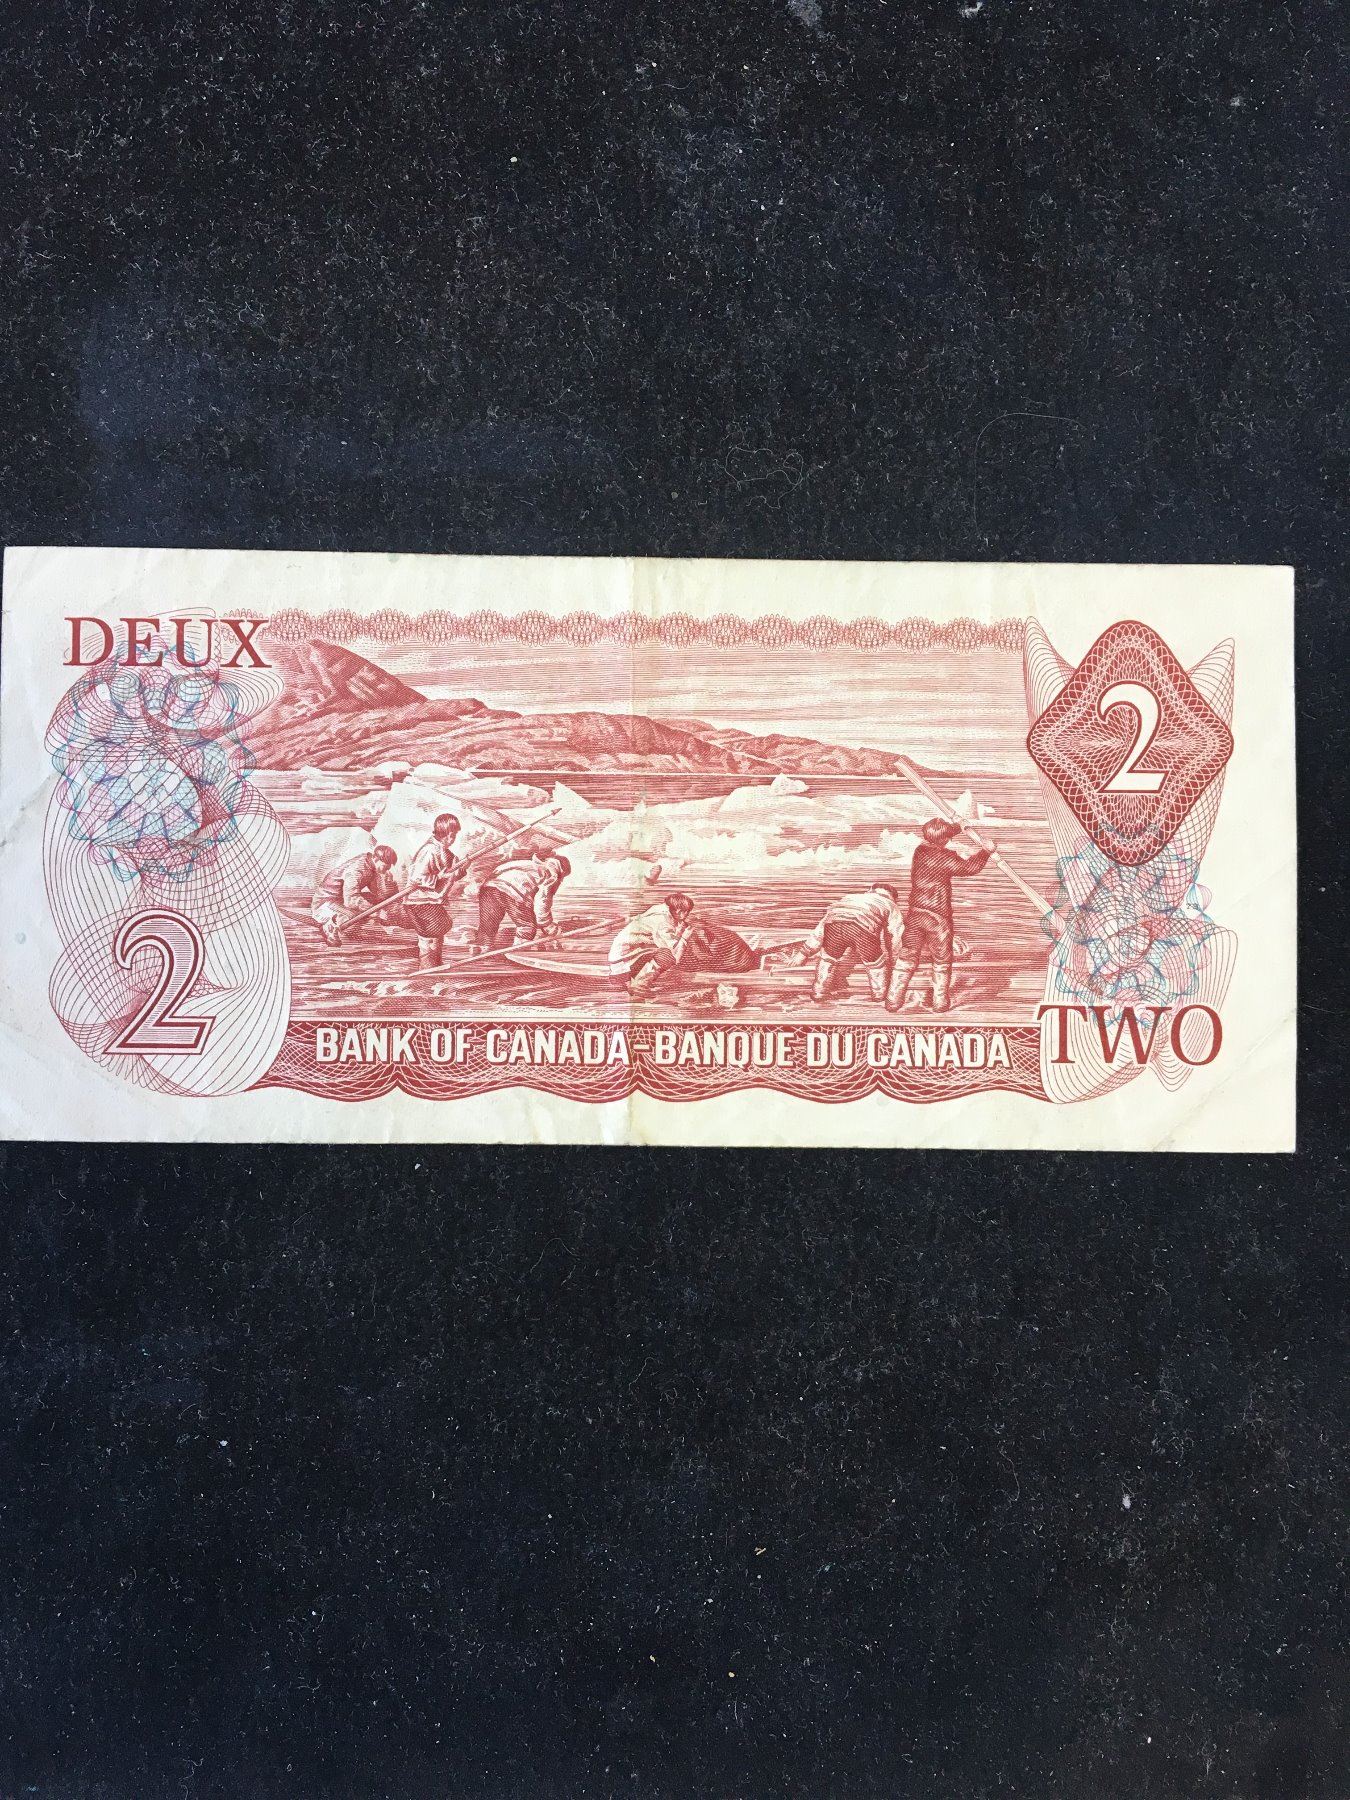 DEUX
2
2
BANK OF CANADA-BANQUE DU CANADA
TWO